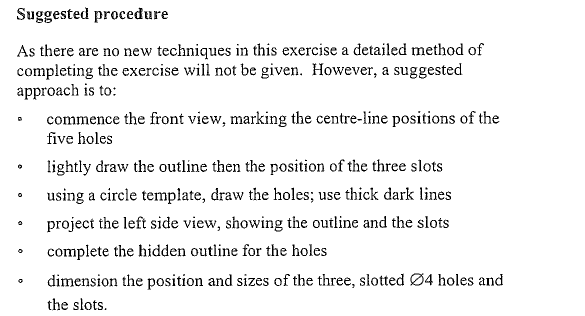 Suggested procedure
As there are no new techniques in this exercise a detailed method of
completing the exercise will not be given. However, a suggested
approach is to:
° commence the front view, marking the centre-line positions of the
five holes
° lightly draw the outline then the position of the three slots
° using a circle template, draw the holes; use thick dark lines
° project the left side view, showing the outline and the slots
° complete the hidden outline for the holes
° dimension the position and sizes of the three, slotted Ø4 holes and
the slots.